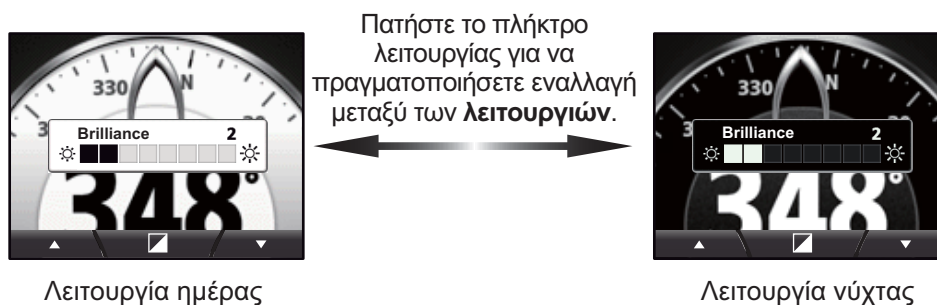 Πατήστε το πλήκτρο
λειτουργίας για να
πραγματοποιήσετε εναλλαγή
μεταξύ των λειτουργιών.
330 N
3
Brilliance 2
348°
330 N
3
Brilliance 2
348°
Λειτουργία ημέρας
Λειτουργία νύχτας